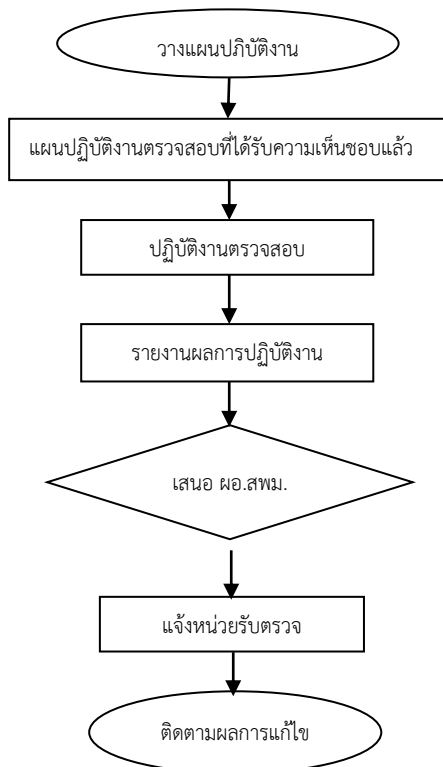 วางแผนปภิบัติงาน
แผนปฏิบัติงานตรวจสอบที่ได้รับความเห็นชอบแล้ว
ปฏิบัติงานตรวจสอบ
รายงานผลการปฏิบัติงาน
เสนอ ผอ.สพม.
แจ้งหน่วยรับตรวจ
ติดตามผลการแก้ไข